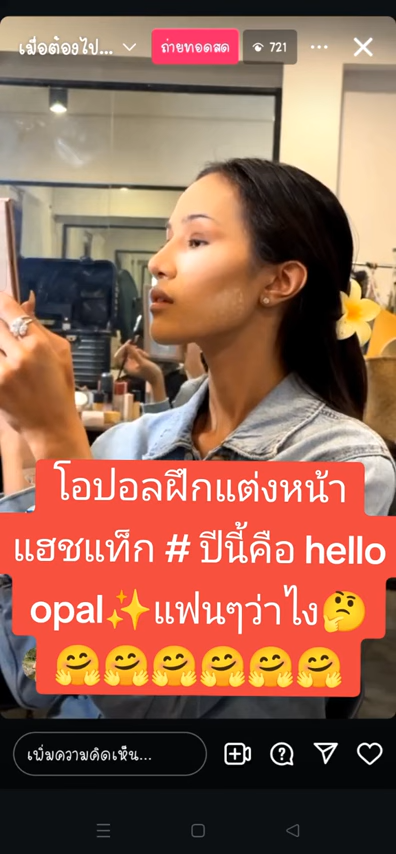 เมื่อต้องไป...
ถ่ายทอดสด
721
โอปอลฝึกแต่งหน้า
แฮชแท็ก # ปีนี้คือ hello
opal✨แฟนๆว่าไง🤔
🤗🤗🤗🤗🤗🤗
เพิ่มความคิดเห็น...